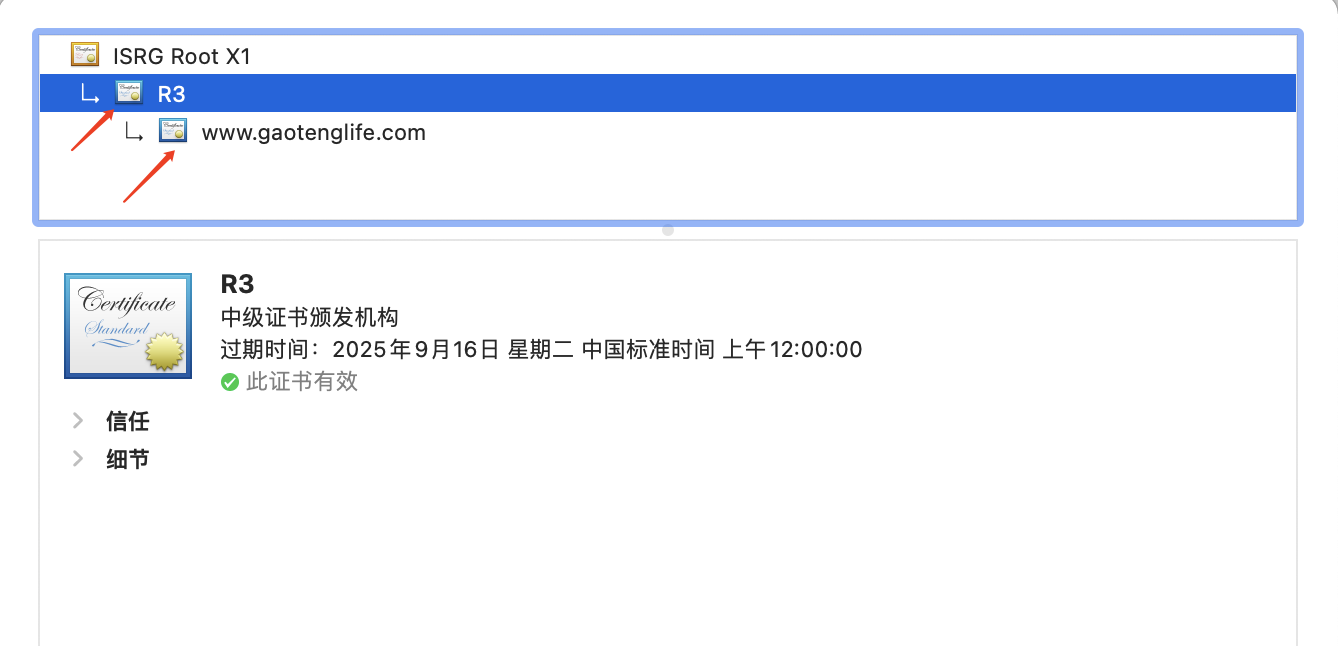 ISRG Root X1
R3
www.gaotenglife.com
Certificate
Standard
R3
中级证书颁发机构
过期时间：2025年9月16日 星期二 中国标准时间 上午12:00:00
此证书有效
信任
细节